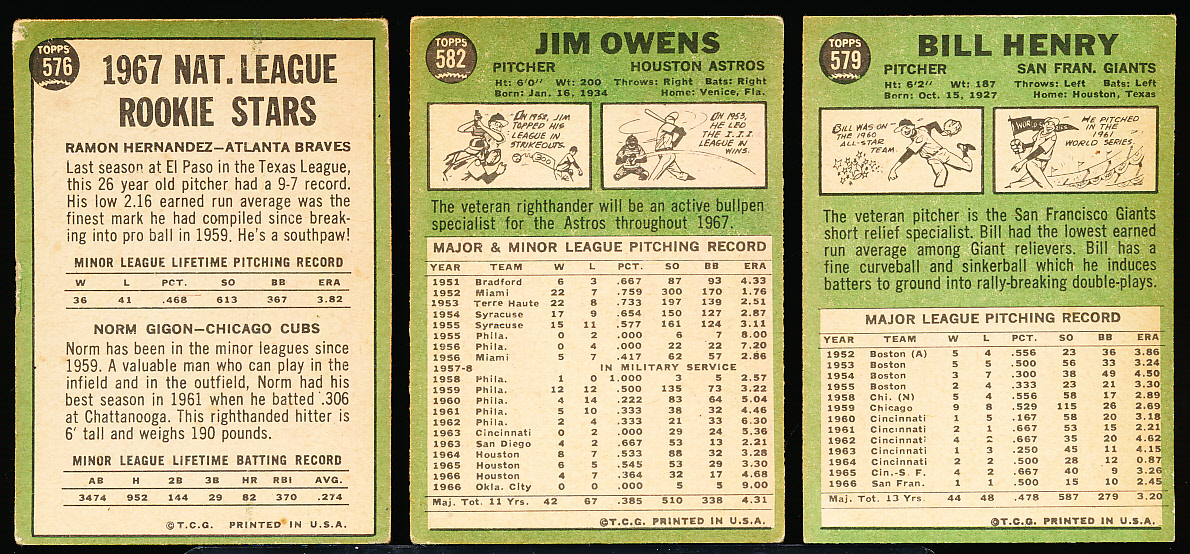 TOPPS
576
1967 NAT. LEAGUE
ROOKIE STARS
RAMON HERNANDEZ—ATLANTA BRAVES
Last season at El Paso in the Texas League,
this 26 year old pitcher had a 9-7 record.
His low 2.16 earned run average was the
finest mark he had compiled since break-
ing into pro ball in 1959. He's a southpaw!
MINOR LEAGUE LIFETIME PITCHING RECORD
W L PCT. SO BB ERA
36 41 .468 613 367 3.82
NORM GIGON—CHICAGO CUBS
Norm has been in the minor leagues since
1959. A valuable man who can play in the
infield and in the outfield, Norm had his
best season in 1961 when he batted .306
at Chattanooga. This righthanded hitter is
6' tall and weighs 190 pounds.
MINOR LEAGUE LIFETIME BATTING RECORD
AB H 2B 3B HR RBI AVG.
3474 952 144 29 82 370 .274
©T.C.G. PRINTED IN U.S.A.
TOPPS
582
JIM OWENS
PITCHER HOUSTON ASTROS
Ht: 6'0" Wt: 200 Throws: Right Bats: Right
Born: Jan. 16, 1934 Home: Venice, Fla.
IN 1952, JIM
TOPPED HIS
LEAGUE IN
STRIKEOUTS.
300
IN 1953,
HE LED
THE I.I.I.
LEAGUE IN
WINS.
The veteran righthander will be an active bullpen
specialist for the Astros throughout 1967.
MAJOR & MINOR LEAGUE PITCHING RECORD
YEAR TEAM W L PCT. SO BB ERA
1951 Bradford 6 3 .667 87 93 4.33
1952 Miami 22 7 .759 300 170 1.76
1953 Terre Haute 22 8 .733 197 139 2.51
1954 Syracuse 17 9 .654 150 127 2.87
1955 Syracuse 15 11 .577 161 124 3.11
1955 Phila. 0 2 .000 6 7 8.00
1956 Phila. 0 4 .000 22 22 7.20
1956 Miami 5 7 .417 62 57 2.86
1957-8 IN MILITARY SERVICE
1958 Phila. 1 0 1.000 3 5 2.57
1959 Phila. 12 12 .500 135 73 3.22
1960 Phila. 4 14 .222 83 64 5.04
1961 Phila. 5 10 .333 38 32 4.46
1962 Phila. 2 4 .333 21 33 6.30
1963 Cincinnati 0 2 .000 29 24 5.36
1963 San Diego 4 2 .667 53 13 2.21
1964 Houston 8 7 .533 88 32 3.28
1965 Houston 6 5 .545 53 29 3.30
1966 Houston 4 7 .364 32 17 4.68
1966 Okla. City 0 0 .000 5 5 9.00
Maj. Tot. 11 Yrs. 42 67 .385 510 338 4.31
©T.C.G. PRINTED IN U.S.A.
TOPPS
579
BILL HENRY
PITCHER SAN FRAN. GIANTS
Ht: 6'2" Wt: 187 Throws: Left Bats: Left
Born: Oct. 15, 1927 Home: Houston, Texas
BILL WAS ON
THE 1960
ALL-STAR
TEAM.
WORLD SERIES
HE PITCHED
IN THE
1961
WORLD SERIES.
The veteran pitcher is the San Francisco Giants
short relief specialist. Bill had the lowest earned
run average among Giant relievers. Bill has a
fine curveball and sinkerball which he induces
batters to ground into rally-breaking double-plays.
MAJOR LEAGUE PITCHING RECORD
YEAR TEAM W L PCT. SO BB ERA
1952 Boston (A) 5 4 .556 23 36 3.86
1953 Boston 5 5 .500 56 33 3.24
1954 Boston 3 7 .300 38 49 4.50
1955 Boston 2 4 .333 23 21 3.30
1958 Chi. (N) 5 4 .556 58 17 2.89
1959 Chicago 9 8 .529 115 26 2.69
1960 Cincinnati 1 5 .167 58 20 3.18
1961 Cincinnati 2 1 .667 53 15 2.21
1962 Cincinnati 4 2 .667 35 20 4.62
1963 Cincinnati 1 3 .250 45 11 4.15
1964 Cincinnati 2 2 .500 28 12 0.87
1965 Cin.-S. F. 4 2 .667 40 9 3.26
1966 San Fran. 1 1 .500 15 10 2.45
Maj. Tot. 13 Yrs. 44 48 .478 587 279 3.20
©T.C.G. PRINTED IN U.S.A.